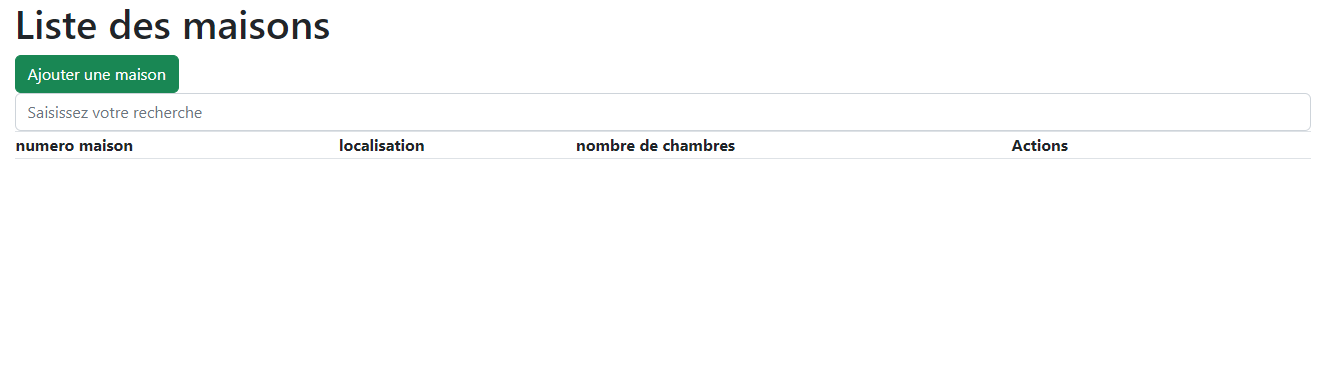 Liste des maisons
Ajouter une maison
Saisissez votre recherche
numero maison localisation nombre de chambres Actions